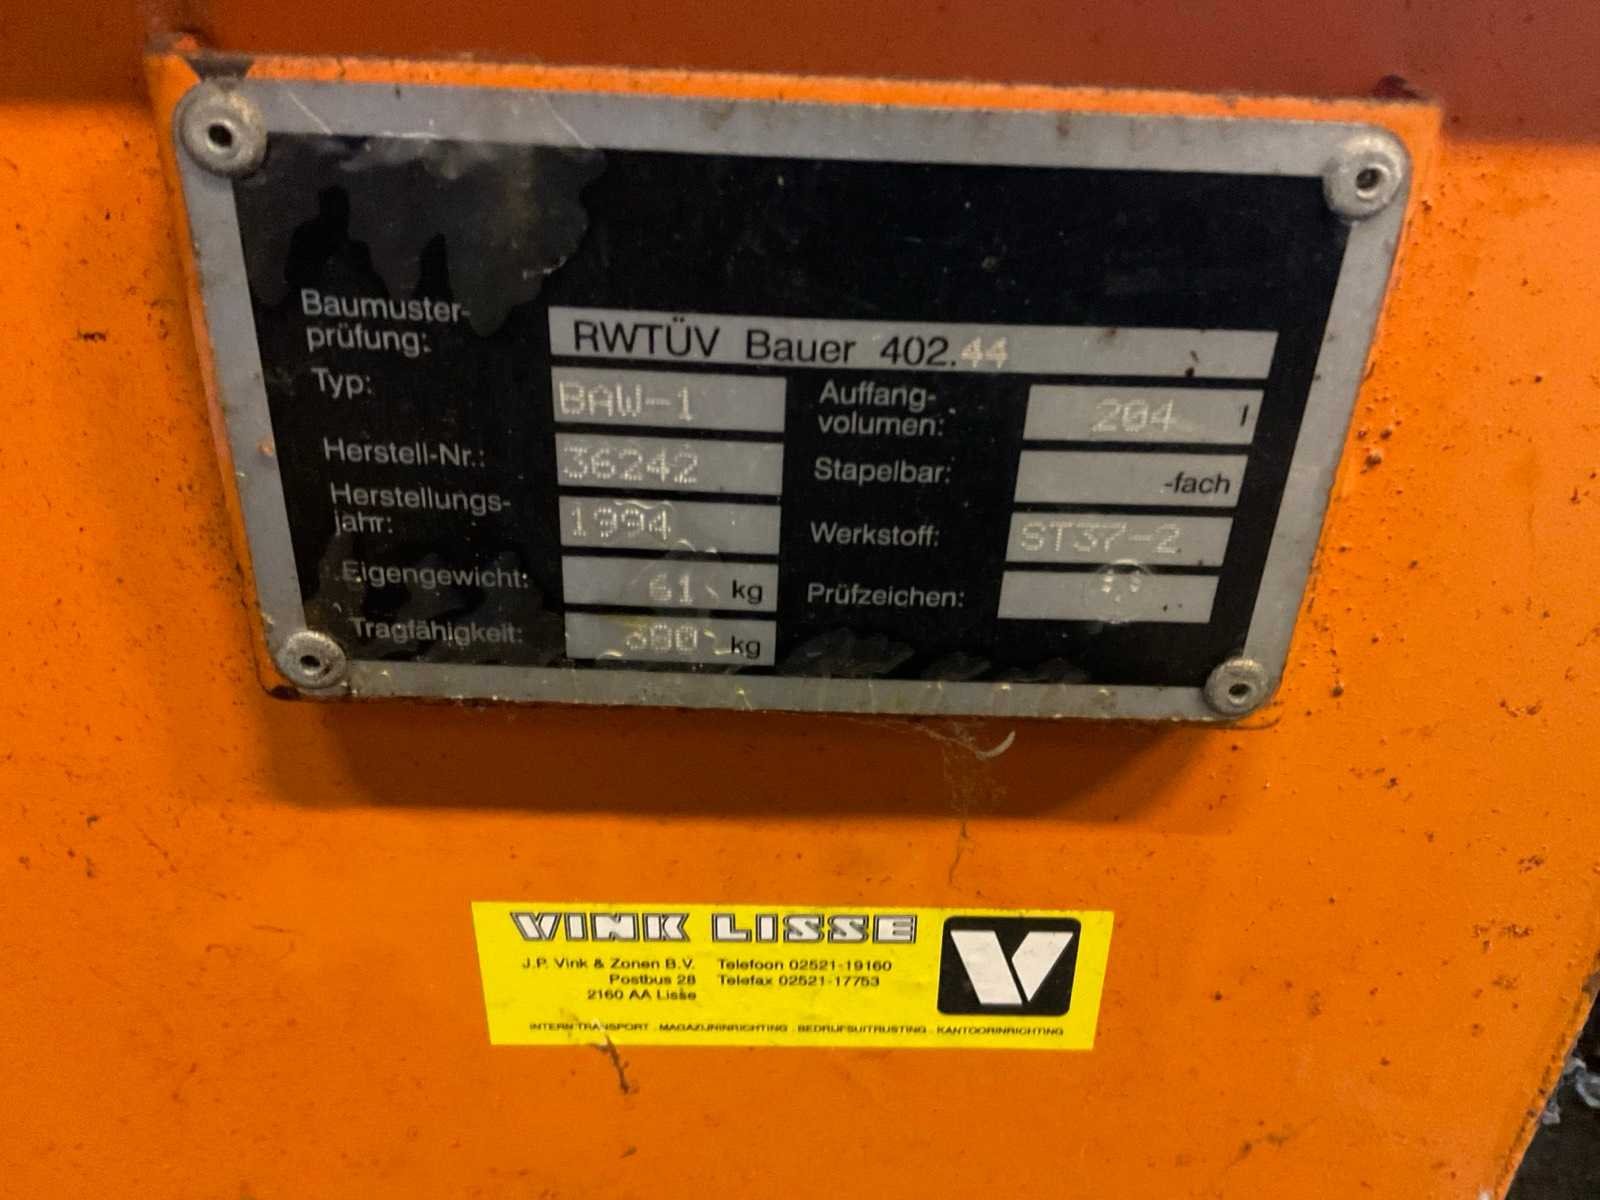 Baumuster-
prüfung: RWTÜV Bauer 402.44
Typ: BAW-1
Auffang-
volumen: 204 l
Herstell-Nr.: 36242
Stapelbar: -fach
Herstellungs-
jahr: 1994
Werkstoff: ST37-2
Eigengewicht: 61 kg
Prüfzeichen:
Tragfähigkeit: 380 kg
VINK LISSE
J.P. Vink & Zonen B.V. Telefoon 02521-19160
Postbus 28 Telefax 02521-17753
2160 AA Lisse
INTERN TRANSPORT - MAGAZIJNINRICHTING - BEDRIJFSUITRUSTING - KANTOORINRICHTING
V